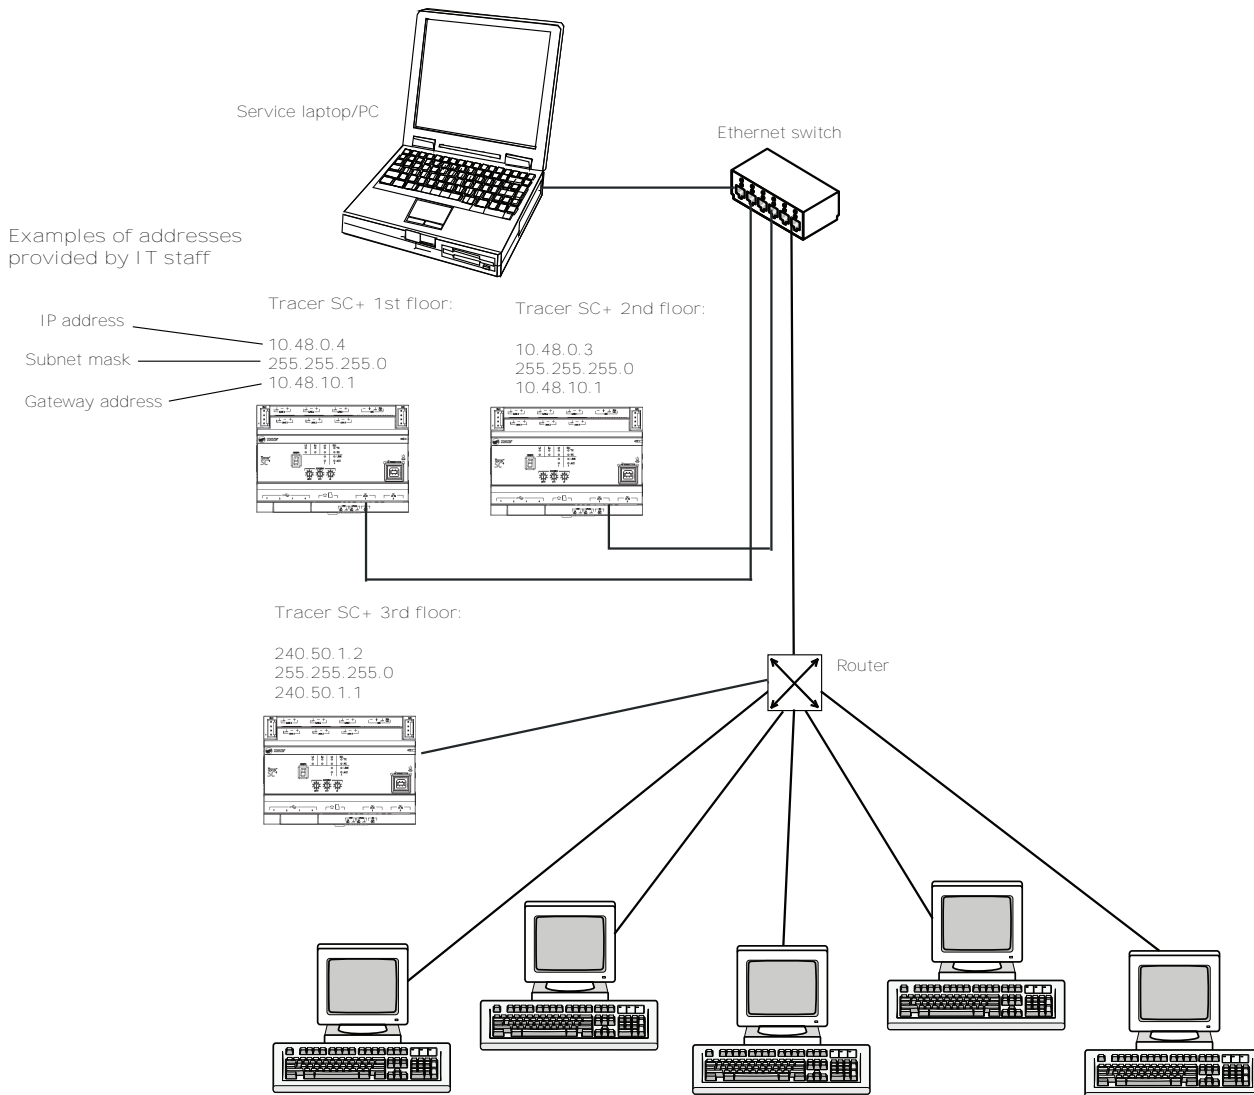 Service laptop/PC
Ethernet switch
Examples of addresses
provided by IT staff
Tracer SC+ 1st floor:
Tracer SC+ 2nd floor:
IP address
10.48.0.4
Subnet mask
255.255.255.0
Gateway address
10.48.10.1
10.48.0.3
255.255.255.0
10.48.10.1
Tracer SC+ 3rd floor:
240.50.1.2
255.255.255.0
240.50.1.1
Router